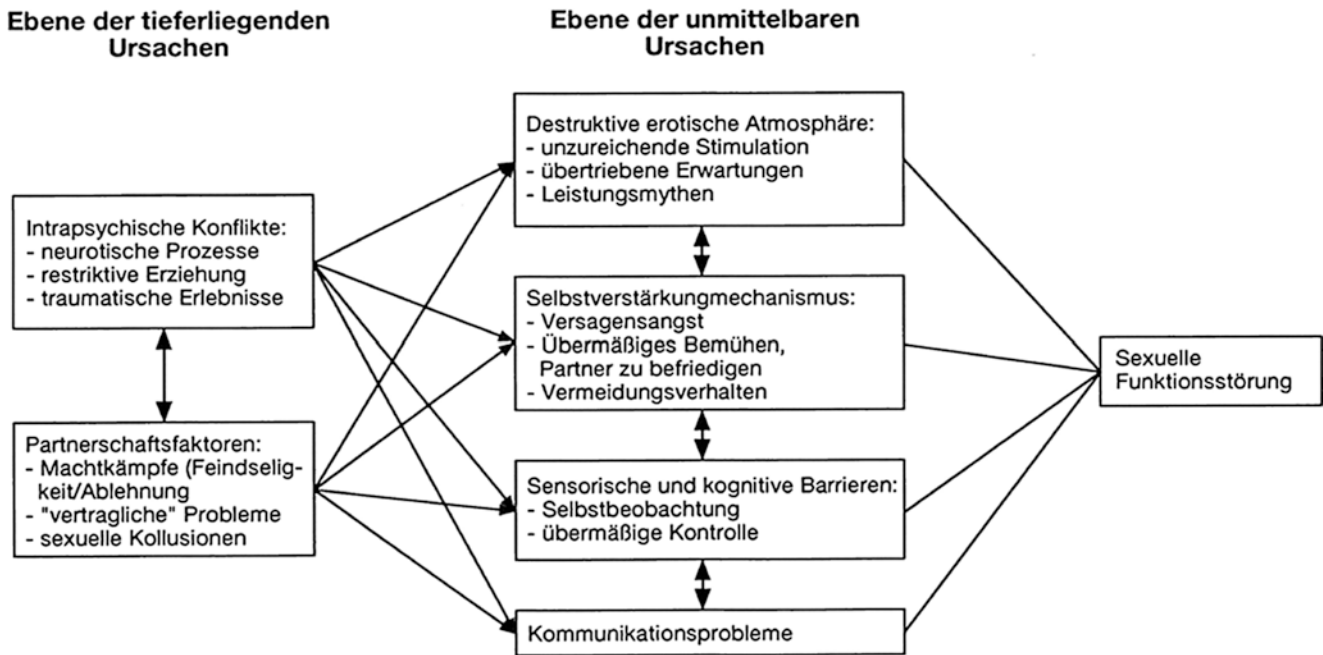 Ebene der tieferliegenden
Ursachen
Ebene der unmittelbaren
Ursachen
Intrapsychische Konflikte:
- neurotische Prozesse
- restriktive Erziehung
- traumatische Erlebnisse
Partnerschaftsfaktoren:
- Machtkämpfe (Feindselig-
keit/Ablehnung
- "vertragliche" Probleme
- sexuelle Kollusionen
Destruktive erotische Atmosphäre:
- unzureichende Stimulation
- übertriebene Erwartungen
- Leistungsmythen
Selbstverstärkungmechanismus:
- Versagensangst
- Übermäßiges Bemühen,
Partner zu befriedigen
- Vermeidungsverhalten
Sensorische und kognitive Barrieren:
- Selbstbeobachtung
- übermäßige Kontrolle
Kommunikationsprobleme
Sexuelle
Funktionsstörung